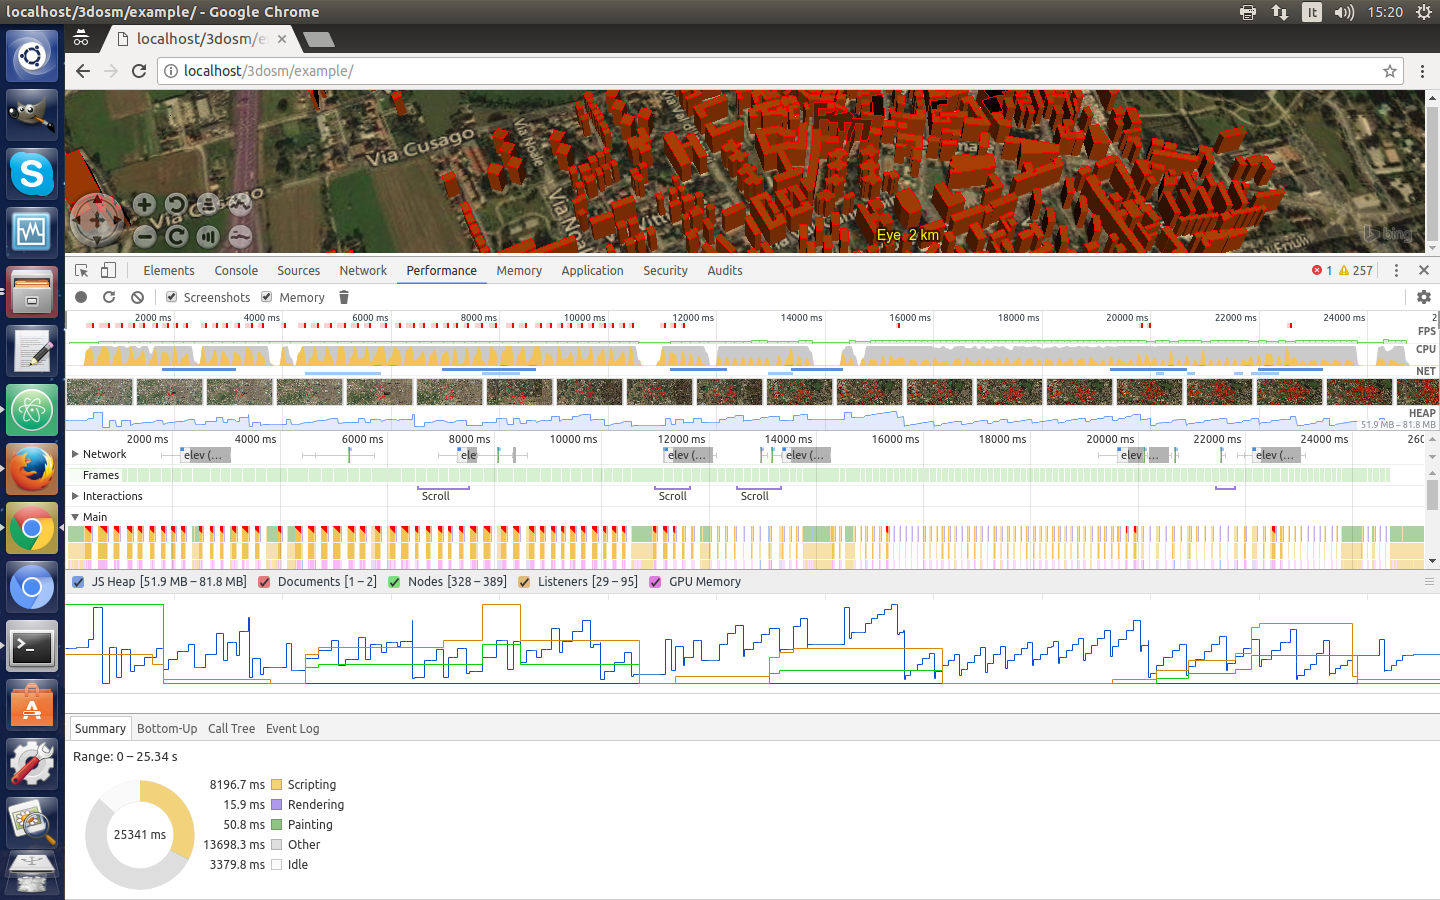 localhost/3dosm/example/ - Google Chrome
It
15:20
localhost/3dosm/e
localhost/3dosm/example/
Via Cusago
Eye 2 km
bing
Elements Console Sources Network Performance Memory Application Security Audits
1 257
Screenshots Memory
2000 ms 4000 ms 6000 ms 8000 ms 10000 ms 12000 ms 14000 ms 16000 ms 18000 ms 20000 ms 22000 ms 24000 ms 2
FPS
CPU
NET
HEAP
51.9 MB – 81.8 MB
2000 ms 4000 ms 6000 ms 8000 ms 10000 ms 12000 ms 14000 ms 16000 ms 18000 ms 20000 ms 22000 ms 24000 ms 260
Network elev (... ele elev (... elev (... elev ... elev (...
Frames
Interactions Scroll Scroll Scroll
Main
JS Heap [51.9 MB – 81.8 MB] Documents [1 – 2] Nodes [328 – 389] Listeners [29 – 95] GPU Memory
Summary Bottom-Up Call Tree Event Log
Range: 0 – 25.34 s
8196.7 ms Scripting
15.9 ms Rendering
50.8 ms Painting
25341 ms
13698.3 ms Other
3379.8 ms Idle